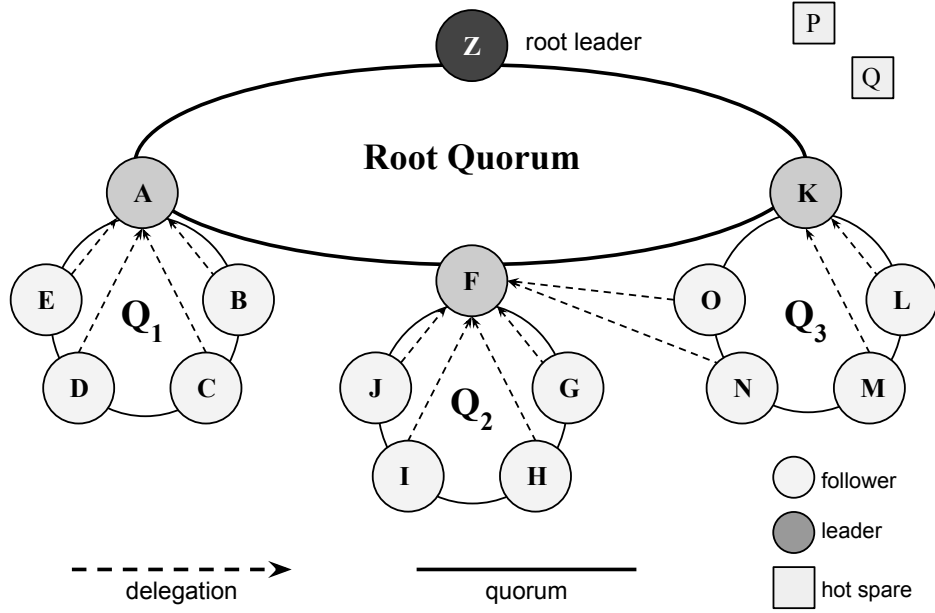 Z
root leader
P
Q
Root Quorum
A
K
F
E
B
Q1
D
C
O
L
Q3
N
M
J
G
Q2
I
H
follower
leader
hot spare
delegation
quorum